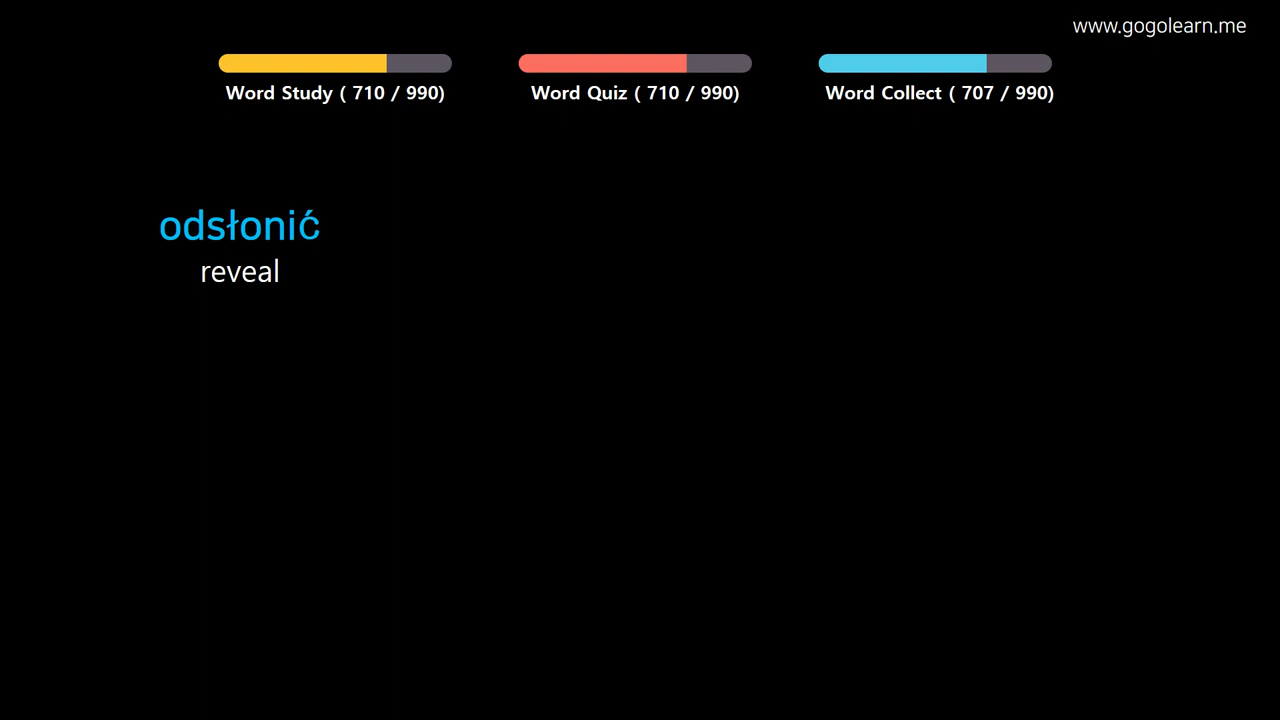 www.gogolearn.me
Word Study ( 710 / 990)
Word Quiz ( 710 / 990)
Word Collect ( 707 / 990)
odsłonić
reveal